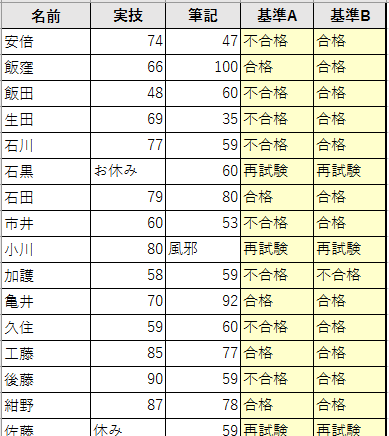 名前 実技 筆記 基準A 基準B
安倍 74 47 不合格 合格
飯窪 66 100 合格 合格
飯田 48 60 不合格 合格
生田 69 35 不合格 合格
石川 77 59 不合格 合格
石黒 お休み 60 再試験 再試験
石田 79 80 合格 合格
市井 60 53 不合格 合格
小川 80 風邪 再試験 再試験
加護 58 59 不合格 不合格
亀井 70 92 合格 合格
久住 59 60 不合格 合格
工藤 85 77 合格 合格
後藤 90 59 不合格 合格
紺野 87 78 合格 合格
佐藤 休み 59 再試験 再試験